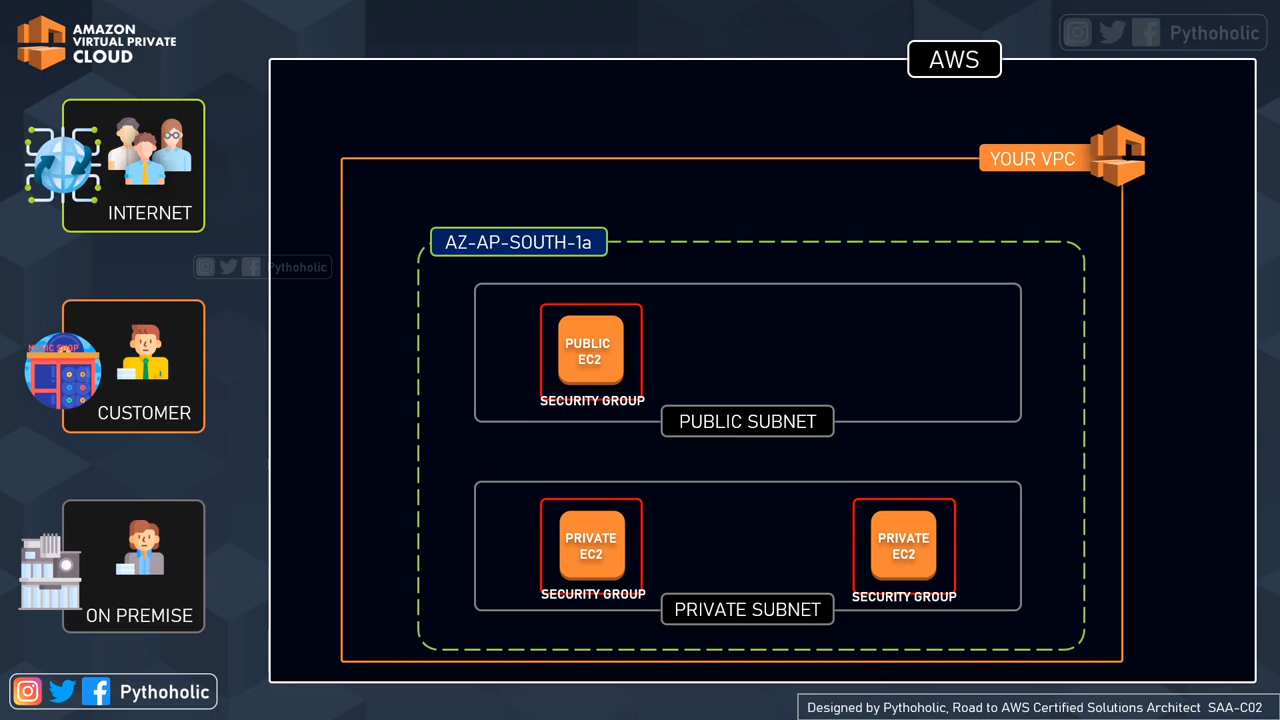 AMAZON
VIRTUAL PRIVATE
CLOUD
Pythoholic
AWS
YOUR VPC
INTERNET
AZ-AP-SOUTH-1a
Pythoholic
PUBLIC
EC2
SECURITY GROUP
PUBLIC SUBNET
MUSIC SHOP
CUSTOMER
PRIVATE
EC2
SECURITY GROUP
PRIVATE
EC2
SECURITY GROUP
PRIVATE SUBNET
ON PREMISE
Pythoholic
Designed by Pythoholic, Road to AWS Certified Solutions Architect SAA-C02